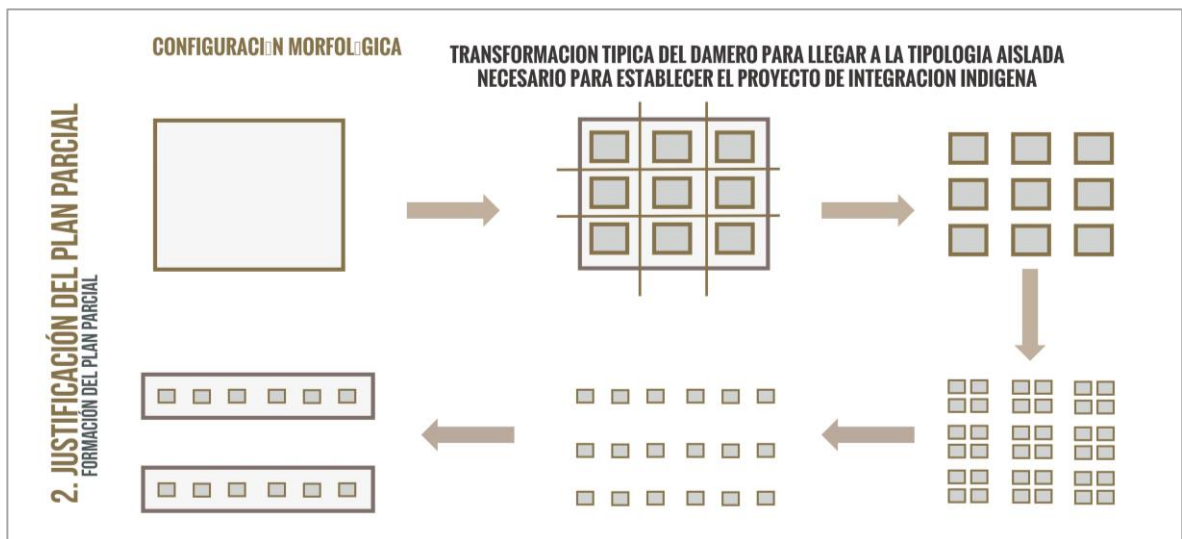 CONFIGURACI▯N MORFOL▯GICA
TRANSFORMACION TIPICA DEL DAMERO PARA LLEGAR A LA TIPOLOGIA AISLADA
NECESARIO PARA ESTABLECER EL PROYECTO DE INTEGRACION INDIGENA
2. JUSTIFICACIÓN DEL PLAN PARCIAL
FORMACIÓN DEL PLAN PARCIAL